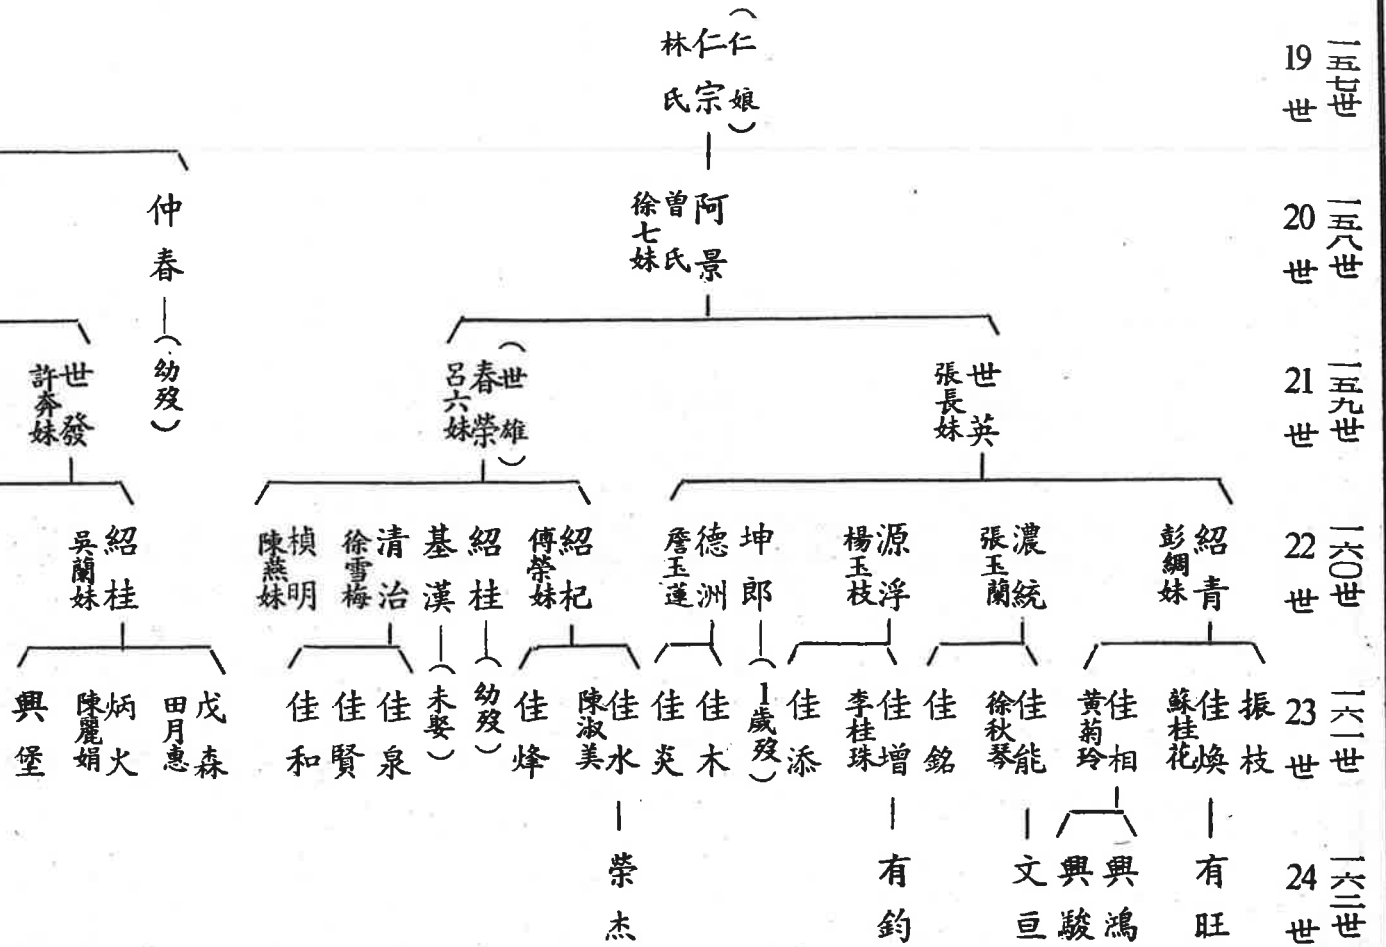 一五七世
19世
(仁娘)
仁宗
林氏
一五八世
20世
阿景
曾氏
徐七妹
仲春
(幼歿)
一五九世
21世
世英
張長妹
(世雄)
春榮
呂六妹
世發
許奔妹
一六〇世
22世
紹青
彭綢妹
濃統
張玉蘭
源浮
楊玉枝
坤郎
(1歲歿)
德洲
詹玉蓮
紹杞
傅榮妹
紹桂
(幼歿)
基漢
(未娶)
清治
徐雪梅
楨明
陳燕妹
紹桂
吳蘭妹
一六一世
23世
振枝
佳煥
蘇桂花
佳相
黃菊玲
佳能
徐秋琴
佳銘
佳增
李桂珠
佳添
佳木
佳炎
佳水
陳淑美
佳烽
佳泉
佳賢
佳和
戊森
田月惠
炳火
陳麗娟
興堡
一六二世
24世
有旺
興鴻
興駿
文亘
有鈞
榮杰